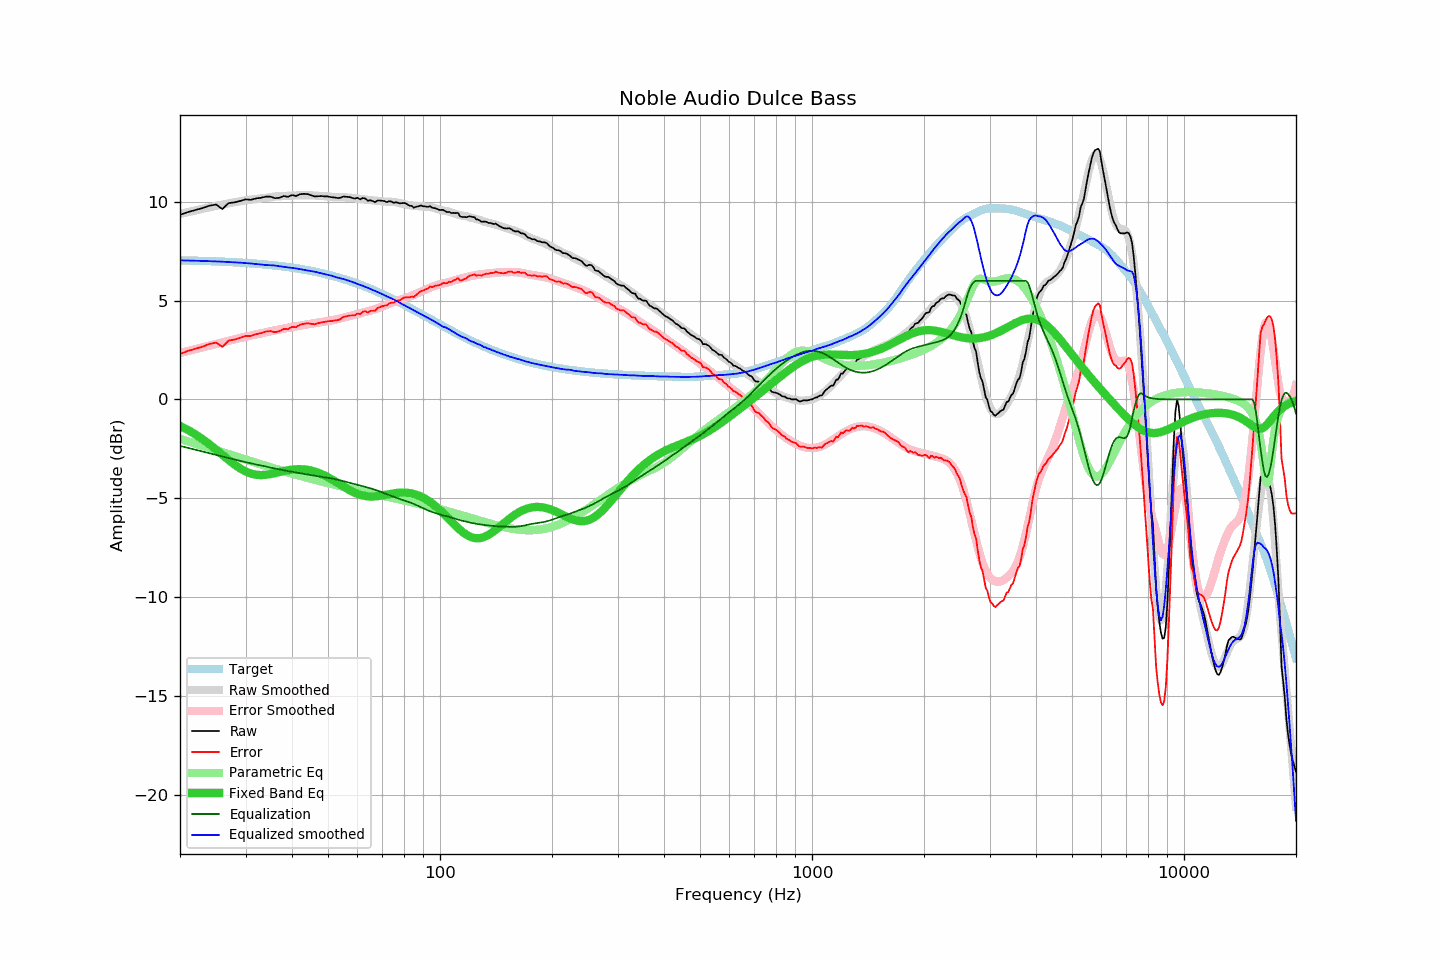 Noble Audio Dulce Bass
Amplitude (dBr)
10
5
0
−5
−10
−15
−20
Target
Raw Smoothed
Error Smoothed
Raw
Error
Parametric Eq
Fixed Band Eq
Equalization
Equalized smoothed
100
1000
10000
Frequency (Hz)